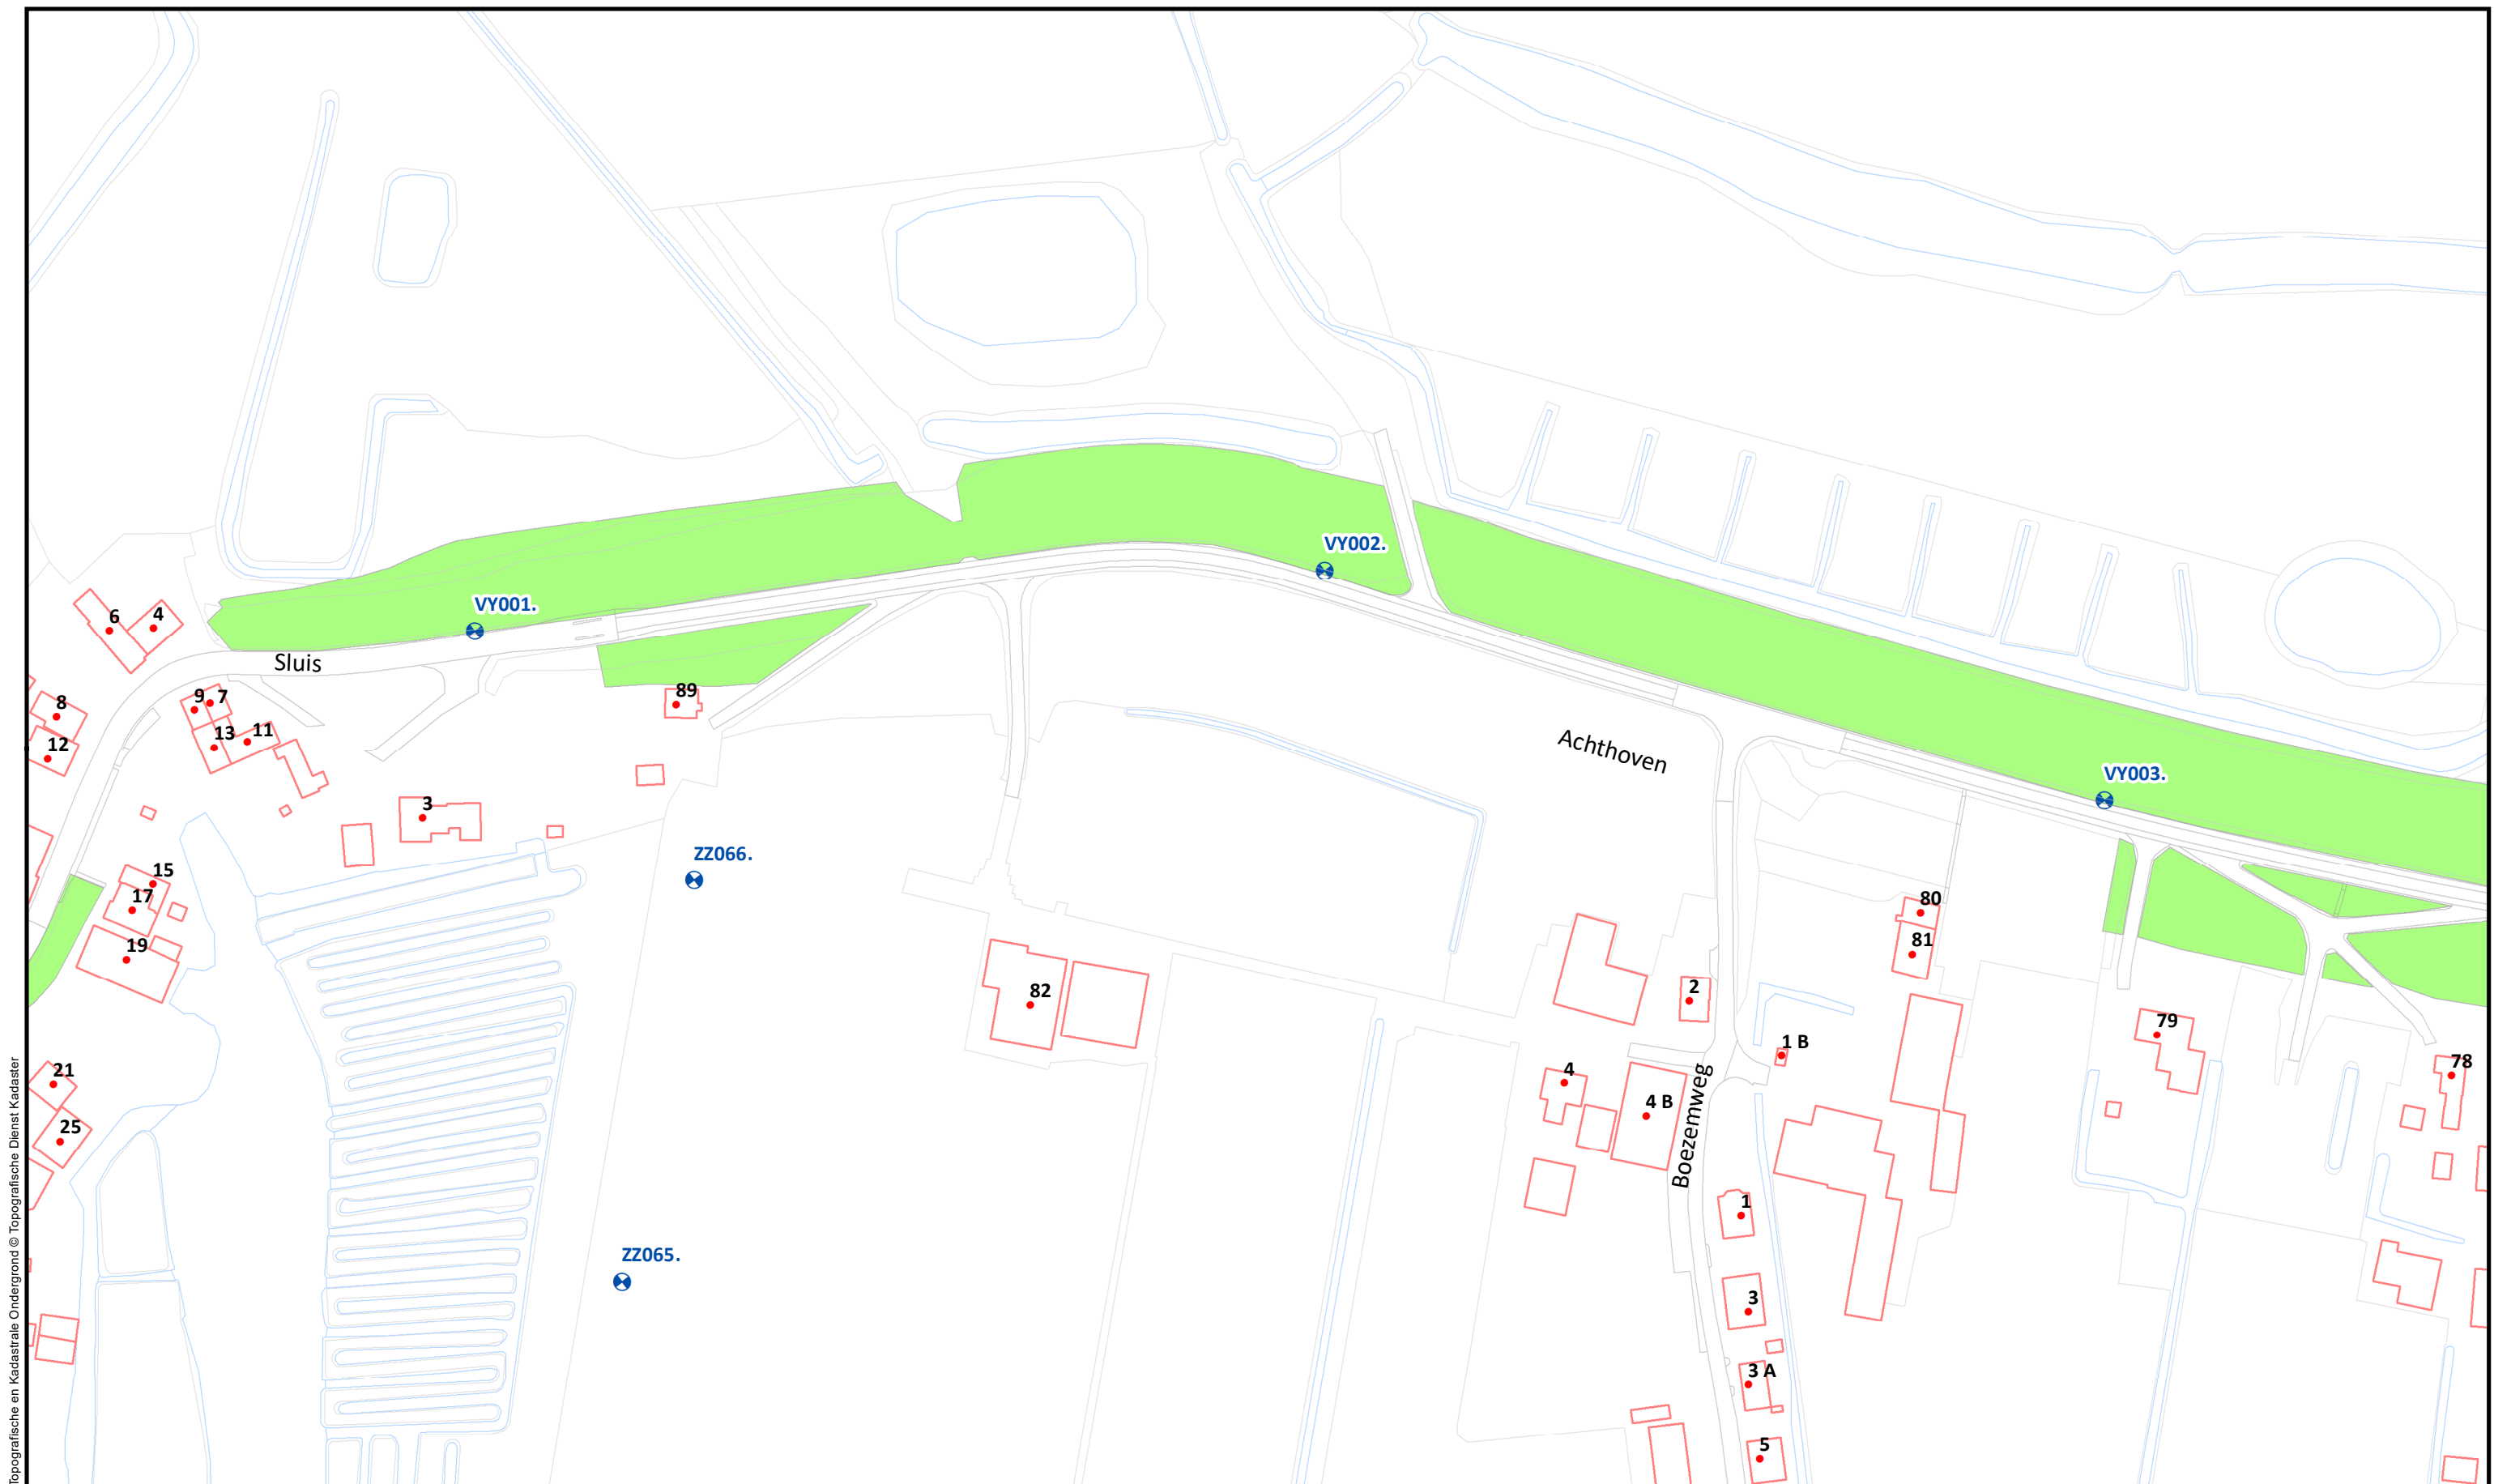 VY002.
VY001.
6
4
Sluis
89
9
7
8
13
11
12
Achthoven
VY003.
3
ZZ066.
15
17
80
19
81
82
2
79
1 B
78
21
4
4 B
25
Boezemweg
1
ZZ065.
3
3 A
5
Topografische en Kadastrale Ondergrond © Topografische Dienst Kadaster